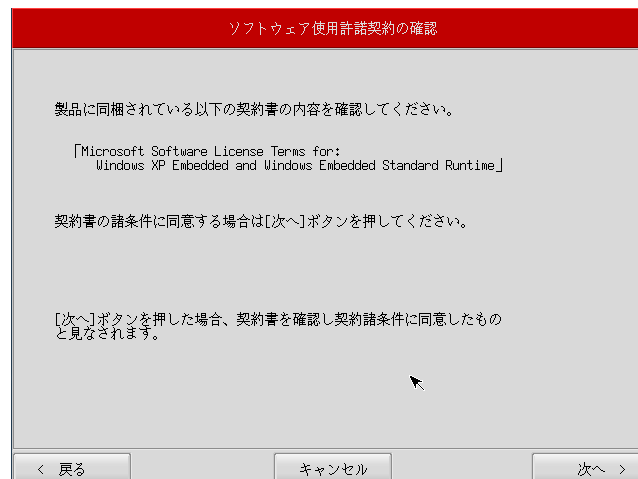 ソフトウェア使用許諾契約の確認
製品に同梱されている以下の契約書の内容を確認してください。
「Microsoft Software License Terms for:
Windows XP Embedded and Windows Embedded Standard Runtime」
契約書の諸条件に同意する場合は[次へ]ボタンを押してください。
[次へ]ボタンを押した場合、契約書を確認し契約諸条件に同意したもの
と見なされます。
< 戻る
キャンセル
次へ >